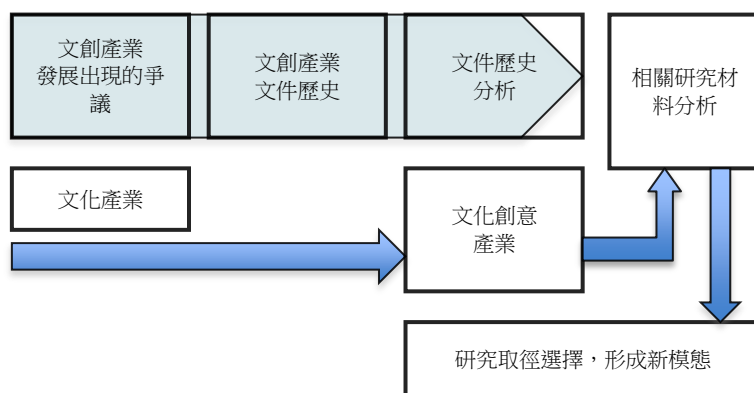 文創產業
發展出現的爭
議
文創產業
文件歷史
文件歷史
分析
相關研究材
料分析
文化產業
文化創意
產業
研究取徑選擇，形成新模態